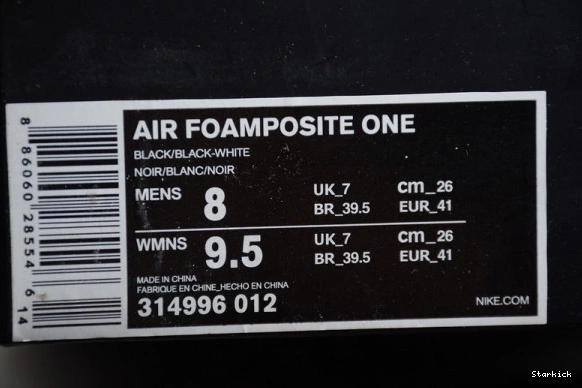 AIR FOAMPOSITE ONE
BLACK/BLACK-WHITE
NOIR/BLANC/NOIR
MENS 8 UK_7 cm_26
BR_39.5 EUR_41
WMNS 9.5 UK_7 cm_26
BR_39.5 EUR_41
MADE IN CHINA
FABRIQUE EN CHINE_HECHO EN CHINA
314996 012 NIKE.COM
8 86060 28554 6 14
Starkick